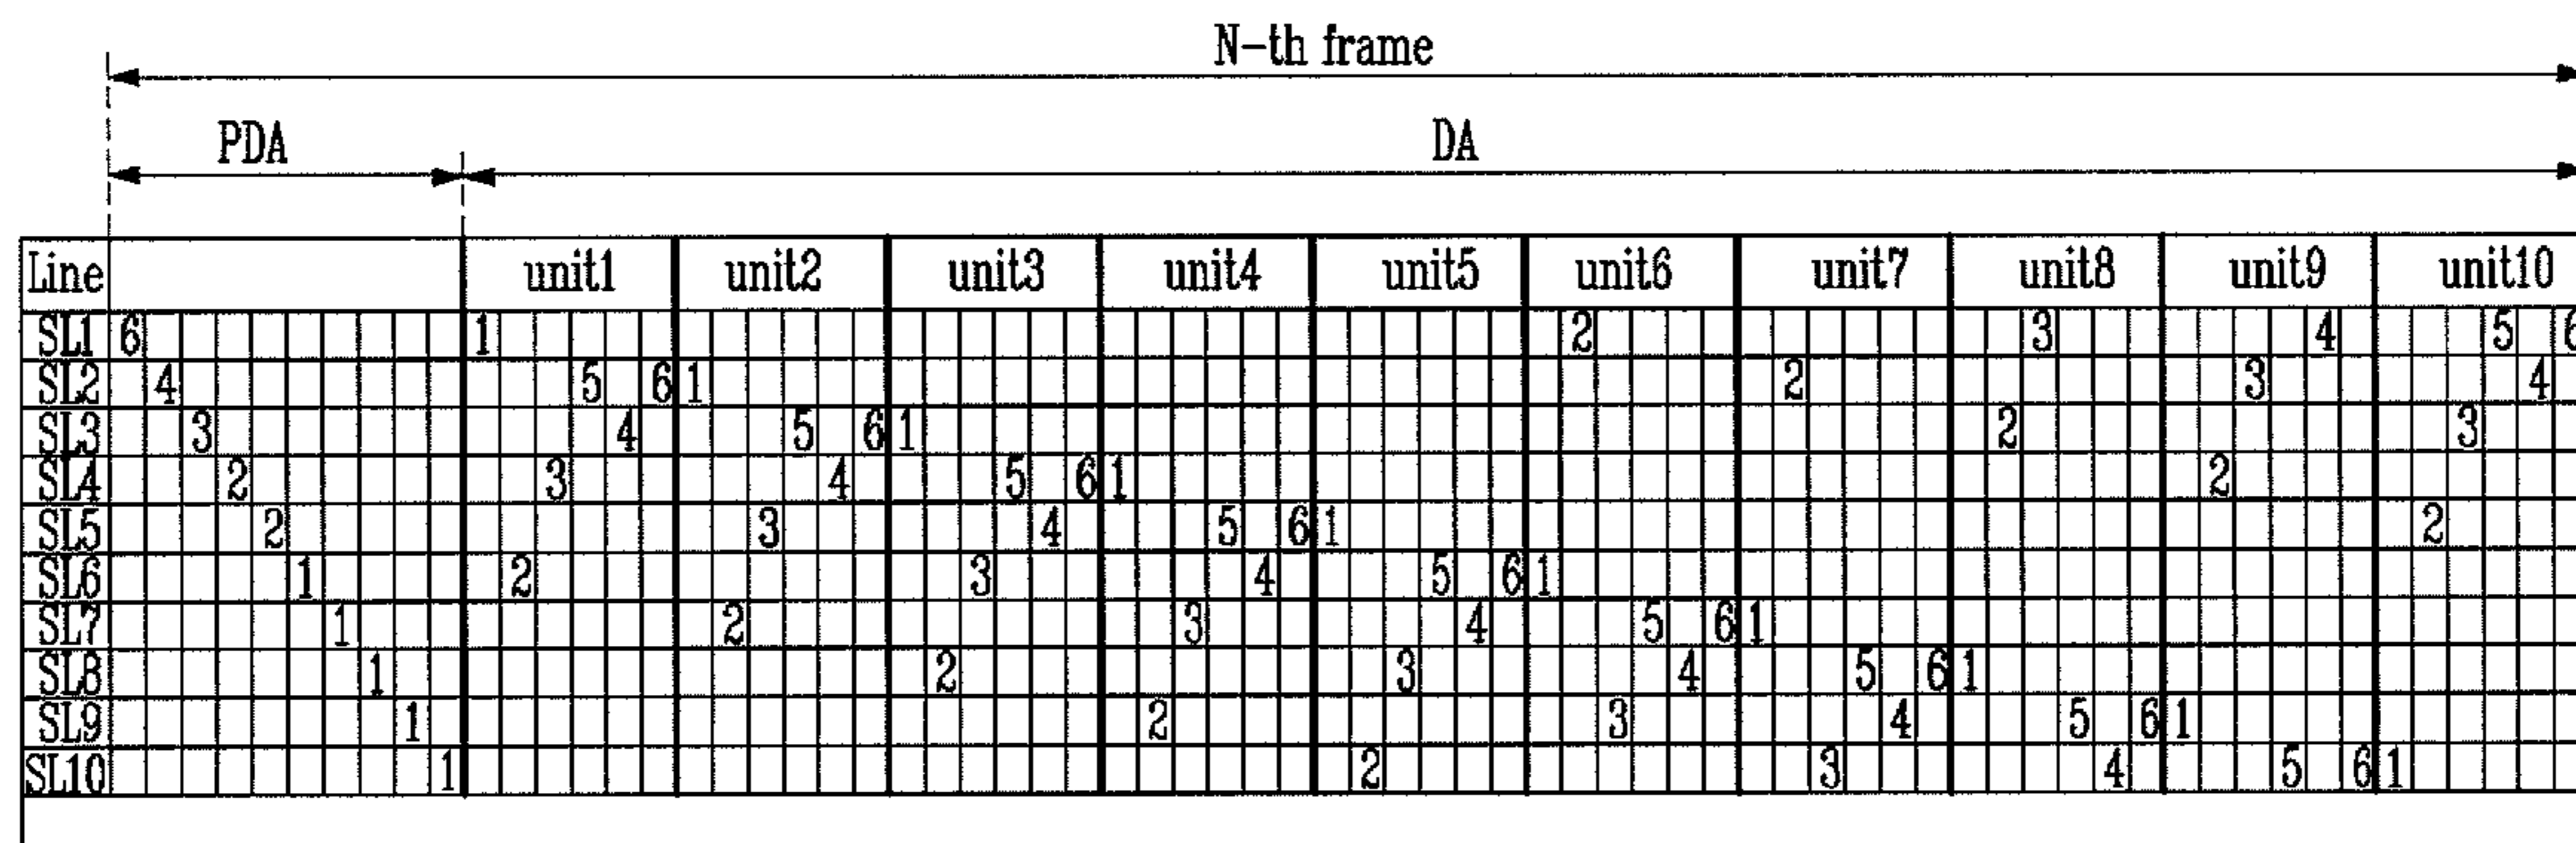 N-th frame
PDA DA
Line unit1 unit2 unit3 unit4 unit5 unit6 unit7 unit8 unit9 unit10
SL1 6 1 2 3 4 5 6
SL2 4 5 6 1 2 3 4
SL3 3 4 5 6 1 2 3
SL4 2 3 5 4 6 1 2
SL5 2 3 4 5 6 1 2
SL6 1 2 3 4 5 6 1
SL7 1 2 3 4 5 6 1
SL8 1 2 3 4 5 6 1
SL9 1 2 3 4 5 6 1
SL10 1 2 3 4 5 6 1